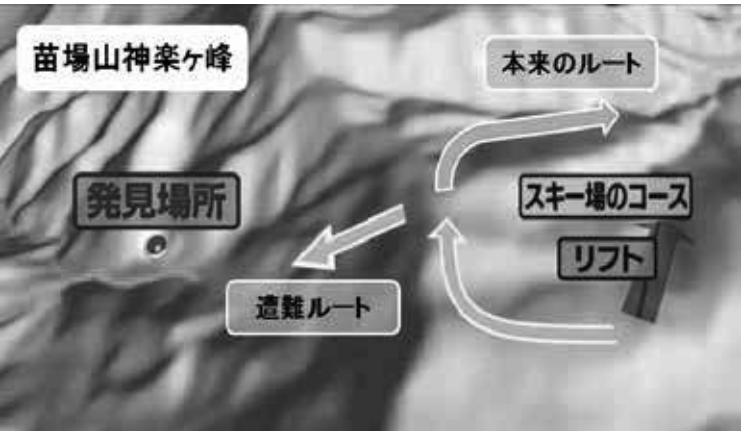 苗場山神楽ヶ峰
本来のルート
発見場所
スキー場のコース
リフト
遭難ルート